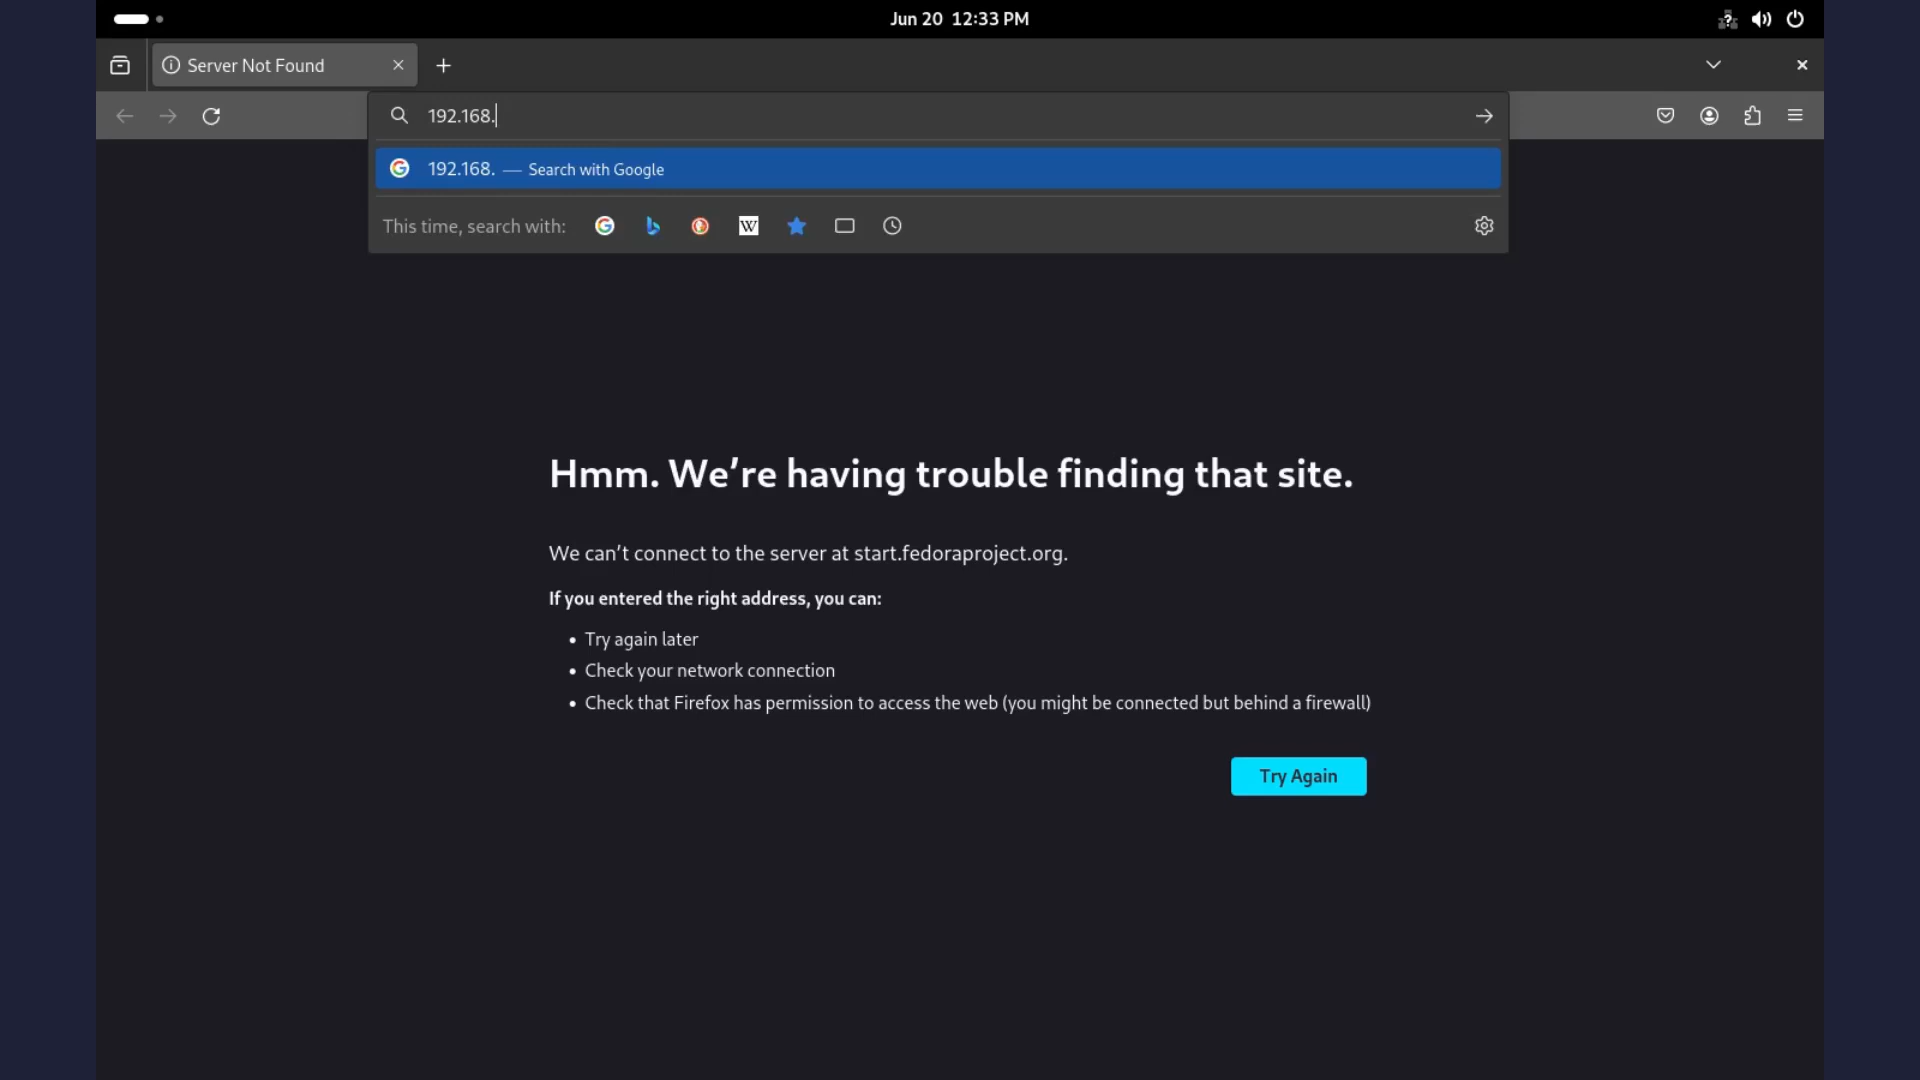 Jun 20 12:33 PM
Server Not Found
192.168.
192.168. — Search with Google
This time, search with:
W
Hmm. We’re having trouble finding that site.
We can’t connect to the server at start.fedoraproject.org.
If you entered the right address, you can:
• Try again later
• Check your network connection
• Check that Firefox has permission to access the web (you might be connected but behind a firewall)
Try Again